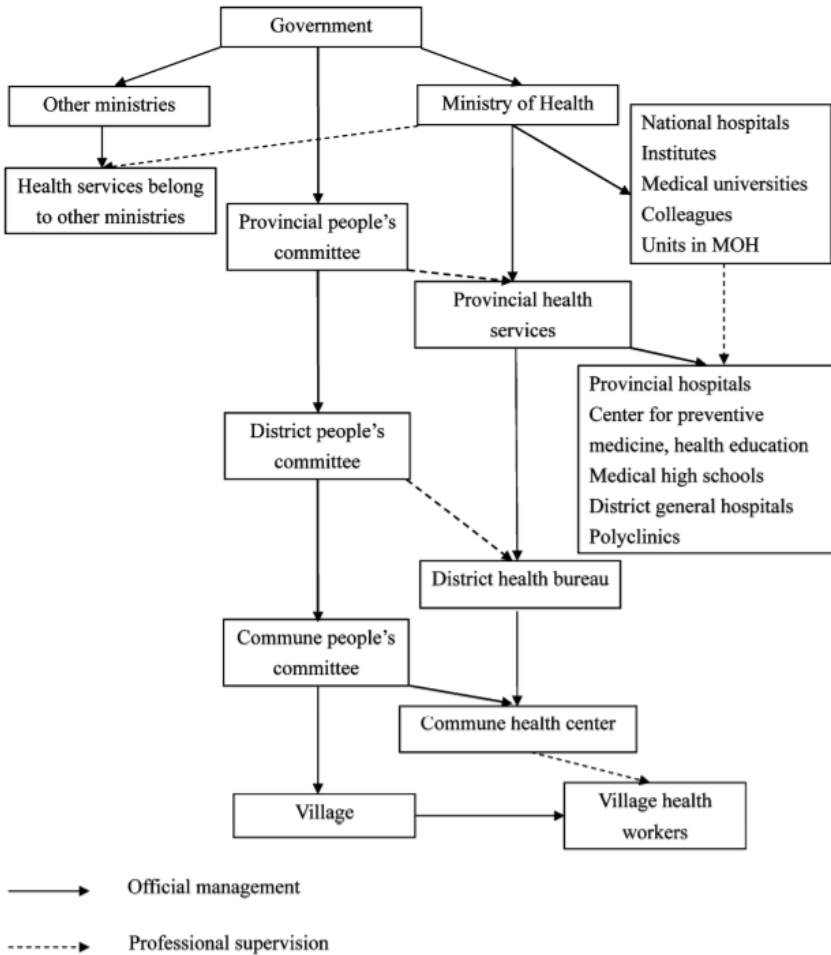 Government
Other ministries
Ministry of Health
National hospitals
Institutes
Medical universities
Colleagues
Units in MOH
Health services belong
to other ministries
Provincial people's
committee
Provincial health
services
Provincial hospitals
Center for preventive
medicine, health education
Medical high schools
District general hospitals
Polyclinics
District people's
committee
District health bureau
Commune people's
committee
Commune health center
Village
Village health
workers
Official management
Professional supervision